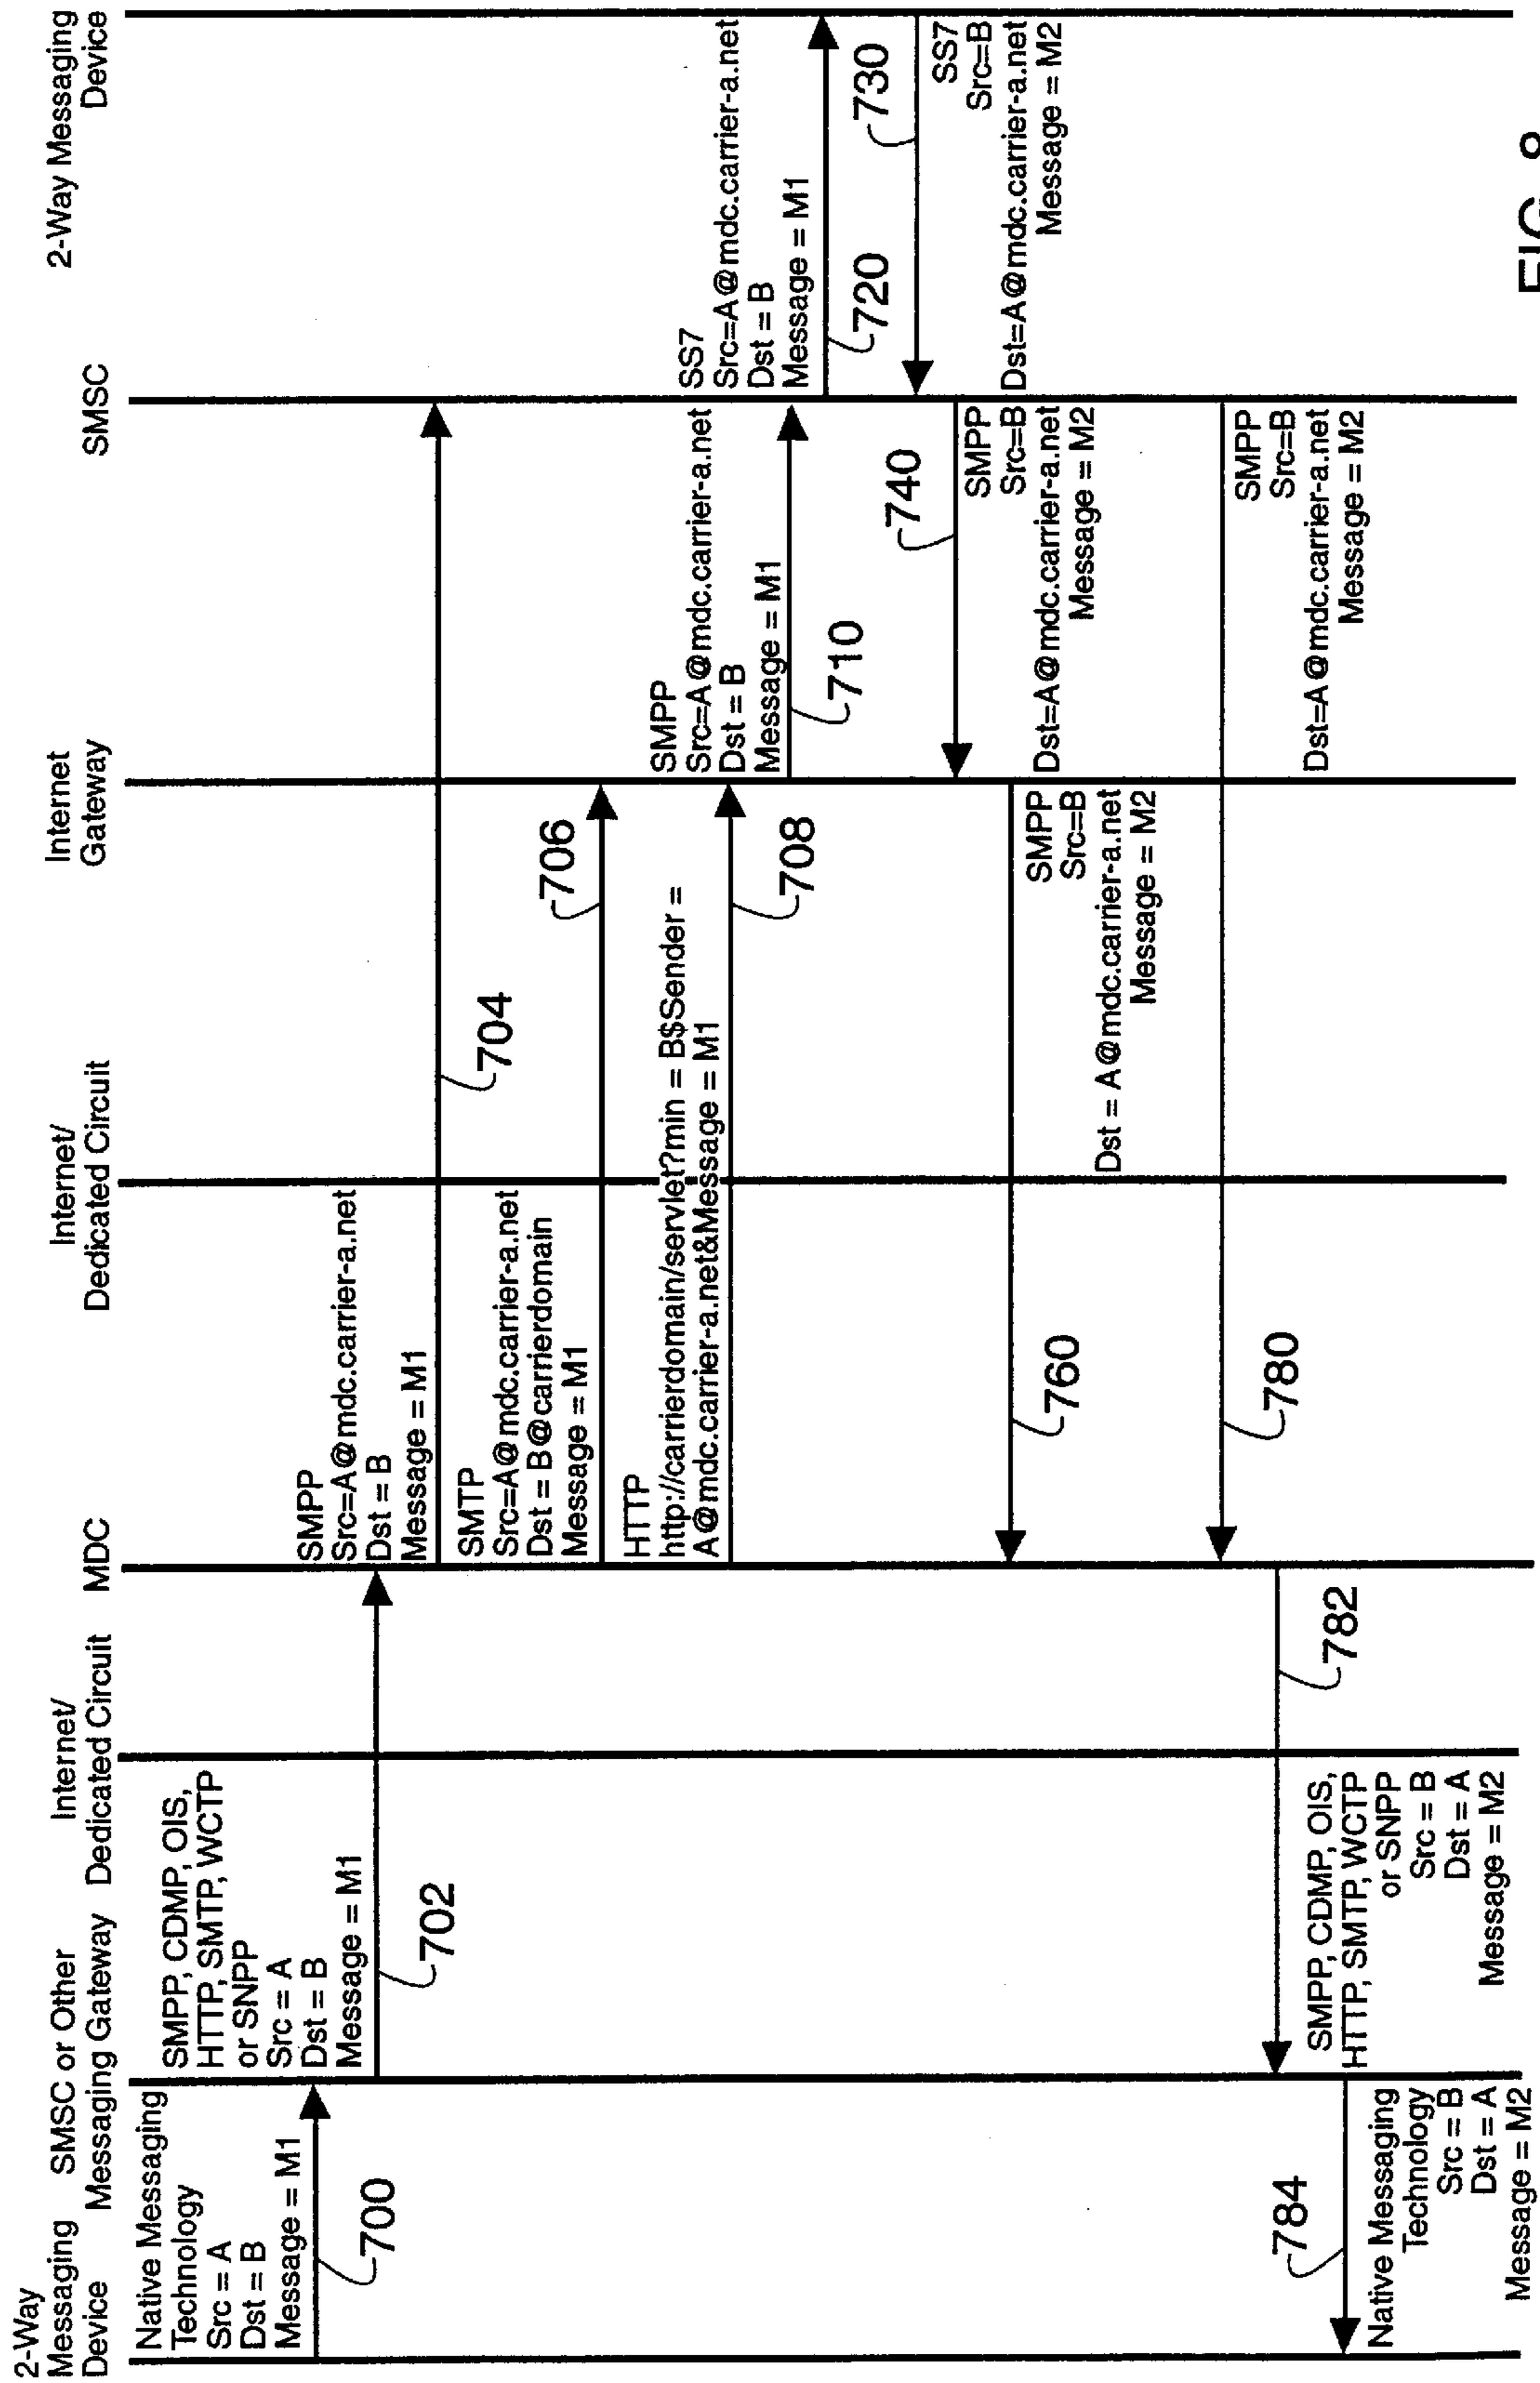 2-Way
Messaging
Device
SMSC or Other
Messaging Gateway
Internet/
Dedicated Circuit
MDC
Internet/
Dedicated Circuit
Internet
Gateway
SMSC
2-Way Messaging
Device
Native Messaging
Technology
Src = A
Dst = B
Message = M1
700
SMPP, CDMP, OIS,
HTTP, SMTP, WCTP
or SNPP
Src = A
Dst = B
Message = M1
702
SMPP
Src=A@mdc.carrier-a.net
Dst = B
Message = M1
704
SMTP
Src=A@mdc.carrier-a.net
Dst = B@carrierdomain
Message = M1
706
HTTP
http://carrierdomain/servlet?min = B$Sender =
A@mdc.carrier-a.net&Message = M1
708
SMPP
Src=A@mdc.carrier-a.net
Dst = B
Message = M1
710
SS7
Src=A@mdc.carrier-a.net
Dst = B
Message = M1
720
730
SS7
Src=B
Dst=A@mdc.carrier-a.net
Message = M2
740
SMPP
Src=B
Dst=A@mdc.carrier-a.net
Message = M2
760
SMPP
Src=B
Dst = A@mdc.carrier-a.net
Message = M2
780
SMPP
Src=B
Dst=A@mdc.carrier-a.net
Message = M2
782
SMPP, CDMP, OIS,
HTTP, SMTP, WCTP
or SNPP
Src = B
Dst = A
Message = M2
784
Native Messaging
Technology
Src = B
Dst = A
Message = M2